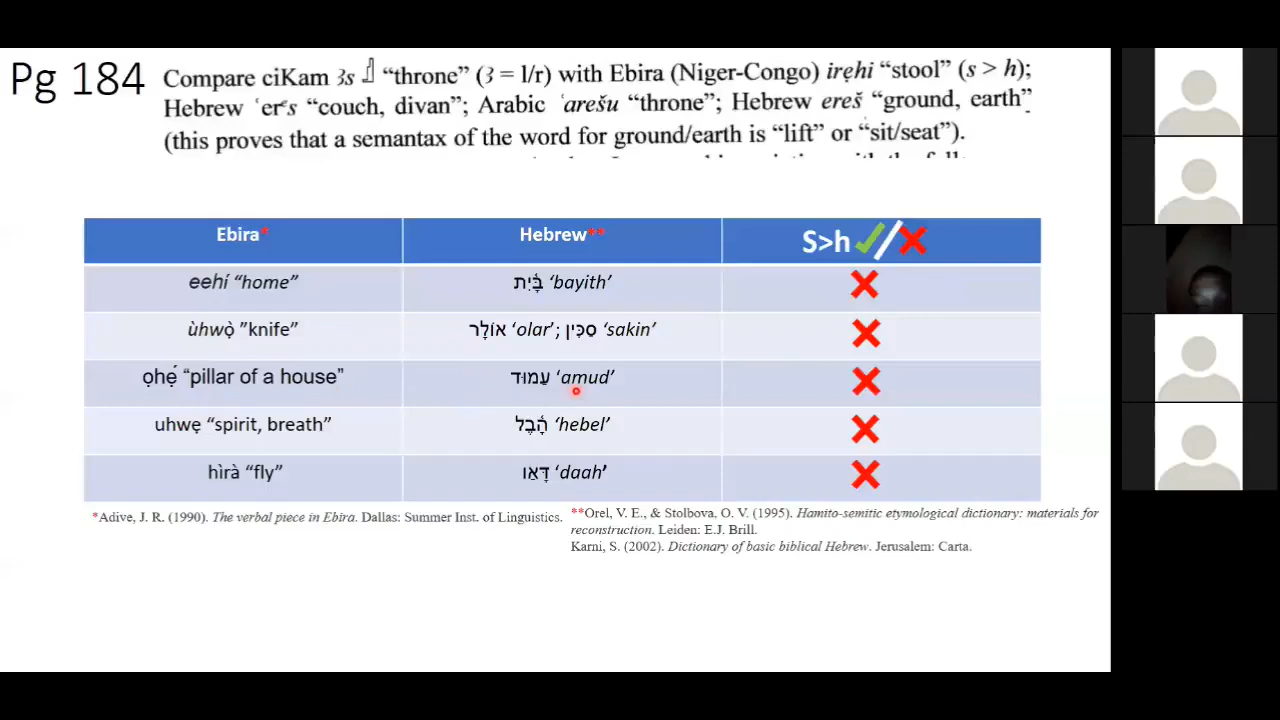 Pg 184
Compare ciKam ꜣs "throne" (ꜣ = l/r) with Ebira (Niger-Congo) irẹhi "stool" (s > h);
Hebrew ʿerᵉs "couch, divan"; Arabic ʿarešu "throne"; Hebrew ereš "ground, earth"
(this proves that a semantax of the word for ground/earth is "lift" or "sit/seat").
Ebira* Hebrew** S>h ✓/✗
eehí "home" בַּ֫יִת 'bayith' ✗
ùhwọ̀ "knife" אוֹלָר 'olar'; סַכִּין 'sakin' ✗
ọhẹ́ "pillar of a house" עַמוּד 'amud' ✗
uhwẹ "spirit, breath" הֶ֫בֶל 'hebel' ✗
hìrà "fly" 'daah' ✗
*Adive, J. R. (1990). The verbal piece in Ebira. Dallas: Summer Inst. of Linguistics.
**Orel, V. E., & Stolbova, O. V. (1995). Hamito-semitic etymological dictionary: materials for
reconstruction. Leiden: E.J. Brill.
Karni, S. (2002). Dictionary of basic biblical Hebrew. Jerusalem: Carta.